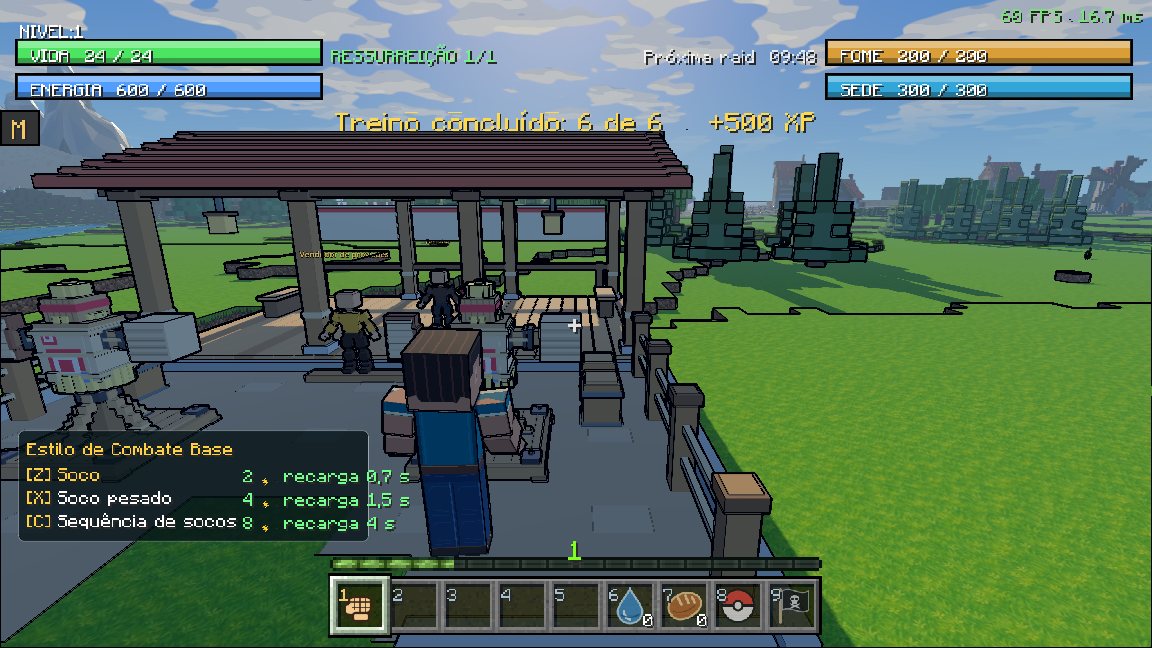 60 FPS . 16.7 ms
NIVEL:1
VIDA 24 / 24
RESSURREIÇÃO 1/1
Próxima raid 09:48
FOME 200 / 200
ENERGIA 600 / 600
SEDE 300 / 300
M
Treino concluído: 6 de 6 . +500 XP
Estilo de Combate Base
[Z] Soco 2 recarga 0,7 s
[X] Soco pesado 4 recarga 1,5 s
[C] Sequência de socos 8 recarga 4 s
1
1 2 3 4 5 6 7 8 9
0 0